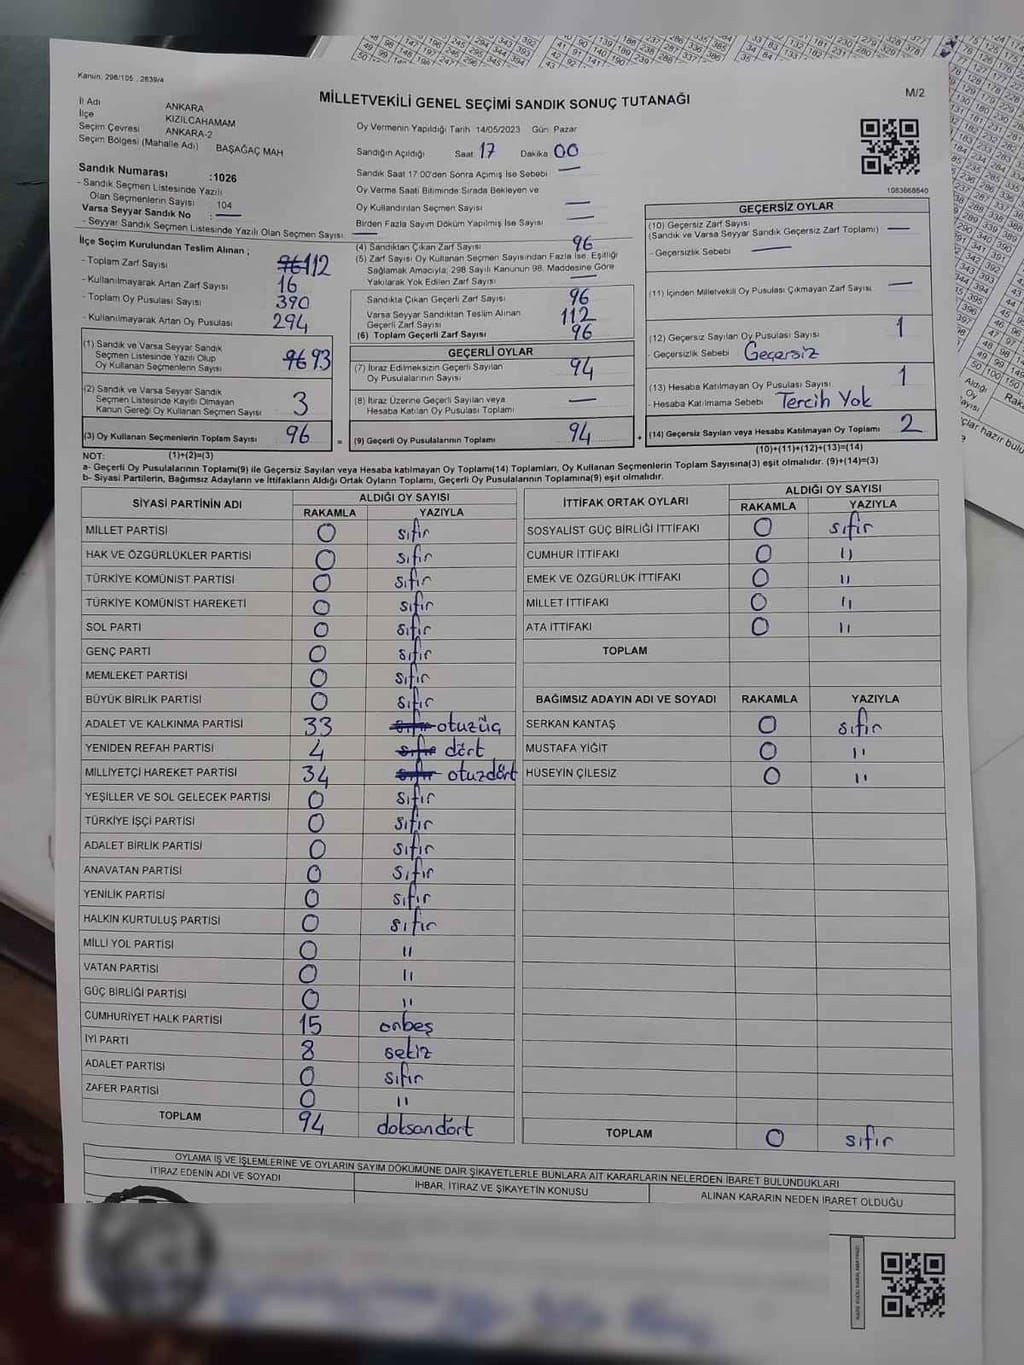 Kanun: 298/105 . 2839/4
M/2
MİLLETVEKİLİ GENEL SEÇİMİ SANDIK SONUÇ TUTANAĞI
İl Adı ANKARA
İlçe KIZILCAHAMAM
Seçim Çevresi ANKARA-2
Seçim Bölgesi (Mahalle Adı) BAŞAĞAÇ MAH
Sandık Numarası :1026
- Sandık Seçmen Listesinde Yazılı
Olan Seçmenlerin Sayısı 104
Varsa Seyyar Sandık No : —
- Seyyar Sandık Seçmen Listesinde Yazılı Olan Seçmen Sayısı: —
Oy Vermenin Yapıldığı Tarih 14/05/2023 Gün: Pazar
Sandığın Açıldığı Saat 17 Dakika 00
Sandık Saat 17.00'den Sonra Açımış İse Sebebi —
Oy Verme Saati Bitiminde Sırada Bekleyen ve
Oy Kullandırılan Seçmen Sayısı —
Birden Fazla Sayım Döküm Yapılmış İse Sayısı —
1083668840
İlçe Seçim Kurulundan Teslim Alınan ;
- Toplam Zarf Sayısı 96 112
- Kullanılmayarak Artan Zarf Sayısı 16
- Toplam Oy Pusulası Sayısı 390
- Kullanılmayarak Artan Oy Pusulası 294
(1) Sandık ve Varsa Seyyar Sandık
Seçmen Listesinde Yazılı Olup
Oy Kullanan Seçmenlerin Sayısı 96 93
(2) Sandık ve Varsa Seyyar Sandık
Seçmen Listesinde Kayıtlı Olmayan
Kanun Gereği Oy Kullanan Seçmen Sayısı 3
(3) Oy Kullanan Seçmenlerin Toplam Sayısı 96
(1)+(2)=(3)
(4) Sandıktan Çıkan Zarf Sayısı 96
(5) Zarf Sayısı Oy Kullanan Seçmen Sayısından Fazla İse, Eşitliği
Sağlamak Amacıyla; 298 Sayılı Kanunun 98. Maddesine Göre
Yakılarak Yok Edilen Zarf Sayısı —
Sandıkta Çıkan Geçerli Zarf Sayısı 96
Varsa Seyyar Sandıktan Teslim Alınan
Geçerli Zarf Sayısı 112
(6) Toplam Geçerli Zarf Sayısı 96
GEÇERLİ OYLAR
(7) İtiraz Edilmeksizin Geçerli Sayılan
Oy Pusulalarının Sayısı 94
(8) İtiraz Üzerine Geçerli Sayılan veya
Hesaba Katılan Oy Pusulası Toplamı —
= (9) Geçerli Oy Pusulalarının Toplamı 94
GEÇERSİZ OYLAR
(10) Geçersiz Zarf Sayısı
(Sandık ve Varsa Seyyar Sandık Geçersiz Zarf Toplamı) —
- Geçersizlik Sebebi —
(11) İçinden Milletvekili Oy Pusulası Çıkmayan Zarf Sayısı —
(12) Geçersiz Sayılan Oy Pusulası Sayısı 1
- Geçersizlik Sebebi Geçersiz
(13) Hesaba Katılmayan Oy Pusulası Sayısı 1
- Hesaba Katılmama Sebebi Tercih Yok
+ (14) Geçersiz Sayılan veya Hesaba Katılmayan Oy Toplamı 2
(10)+(11)+(12)+(13)=(14)
NOT:
a- Geçerli Oy Pusulalarının Toplamı(9) ile Geçersiz Sayılan veya Hesaba katılmayan Oy Toplamı(14) Toplamları, Oy Kullanan Seçmenlerin Toplam Sayısına(3) eşit olmalıdır. (9)+(14)=(3)
b- Siyasi Partilerin, Bağımsız Adayların ve İttifakların Aldığı Ortak Oyların Toplamı, Geçerli Oy Pusulalarının Toplamına(9) eşit olmalıdır.
SİYASİ PARTİNİN ADI ALDIĞI OY SAYISI
RAKAMLA YAZIYLA
MİLLET PARTİSİ 0 sıfır
HAK VE ÖZGÜRLÜKLER PARTİSİ 0 sıfır
TÜRKİYE KOMÜNİST PARTİSİ 0 sıfır
TÜRKİYE KOMÜNİST HAREKETİ 0 sıfır
SOL PARTİ 0 sıfır
GENÇ PARTİ 0 sıfır
MEMLEKET PARTİSİ 0 sıfır
BÜYÜK BİRLİK PARTİSİ 0 sıfır
ADALET VE KALKINMA PARTİSİ 33 sıfır otuzüç
YENİDEN REFAH PARTİSİ 4 sıfır dört
MİLLİYETÇİ HAREKET PARTİSİ 34 sıfır otuzdört
YEŞİLLER VE SOL GELECEK PARTİSİ 0 sıfır
TÜRKİYE İŞÇİ PARTİSİ 0 sıfır
ADALET BİRLİK PARTİSİ 0 sıfır
ANAVATAN PARTİSİ 0 sıfır
YENİLİK PARTİSİ 0 sıfır
HALKIN KURTULUŞ PARTİSİ 0 sıfır
MİLLİ YOL PARTİSİ 0 "
VATAN PARTİSİ 0 "
GÜÇ BİRLİĞİ PARTİSİ 0 "
CUMHURİYET HALK PARTİSİ 15 onbeş
İYİ PARTİ 8 sekiz
ADALET PARTİSİ 0 sıfır
ZAFER PARTİSİ 0 "
TOPLAM 94 doksandört
İTTİFAK ORTAK OYLARI ALDIĞI OY SAYISI
RAKAMLA YAZIYLA
SOSYALİST GÜÇ BİRLİĞİ İTTİFAKI 0 sıfır
CUMHUR İTTİFAKI 0 "
EMEK VE ÖZGÜRLÜK İTTİFAKI 0 "
MİLLET İTTİFAKI 0 "
ATA İTTİFAKI 0 "
TOPLAM
BAĞIMSIZ ADAYIN ADI VE SOYADI RAKAMLA YAZIYLA
SERKAN KANTAŞ 0 sıfır
MUSTAFA YİĞİT 0 "
HÜSEYİN ÇİLESİZ 0 "
TOPLAM 0 sıfır
OYLAMA İŞ VE İŞLEMLERİNE VE OYLARIN SAYIM DÖKÜMÜNE DAİR ŞİKAYETLERLE BUNLARA AİT KARARLARIN NELERDEN İBARET BULUNDUKLARI
İTİRAZ EDENİN ADI VE SOYADI İHBAR, İTİRAZ VE ŞİKAYETİN KONUSU ALINAN KARARIN NEDEN İBARET OLDUĞU